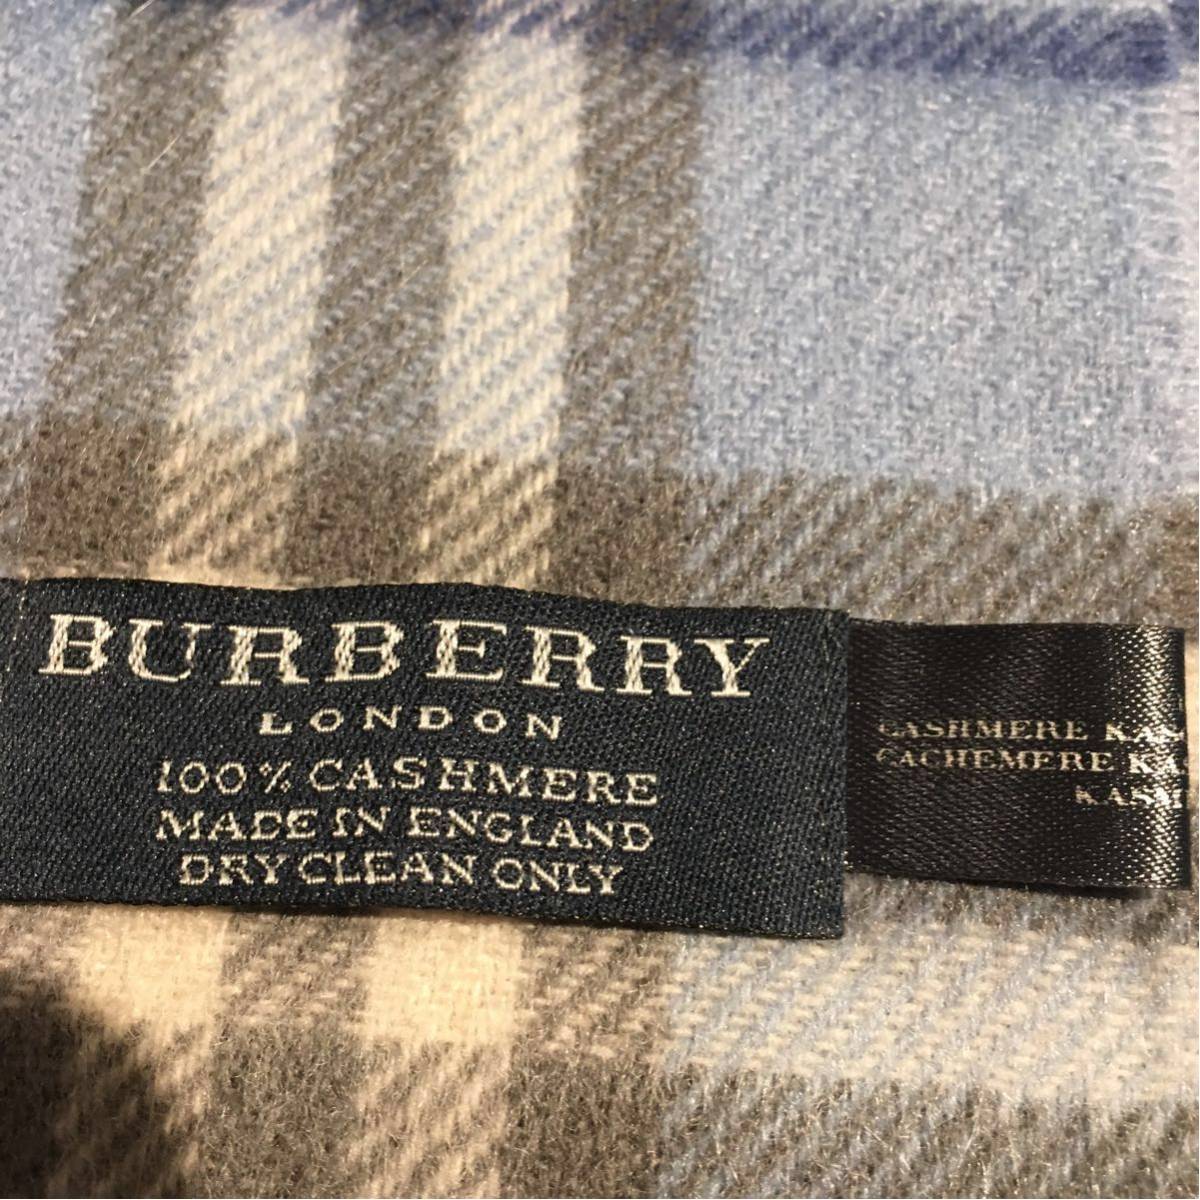 BURBERRY
LONDON
100% CASHMERE
MADE IN ENGLAND
DRY CLEAN ONLY
CASHMERE
CACHEMERE